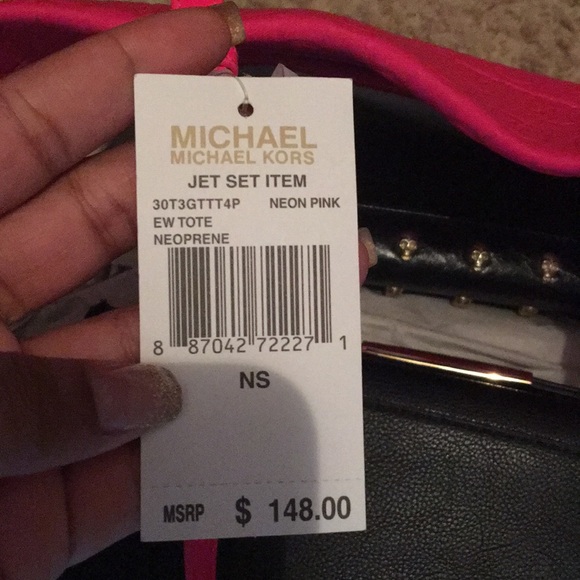 MICHAEL
MICHAEL KORS
JET SET ITEM
30T3GTTT4P NEON PINK
EW TOTE
NEOPRENE
8 87042 72227 1
NS
MSRP $ 148.00